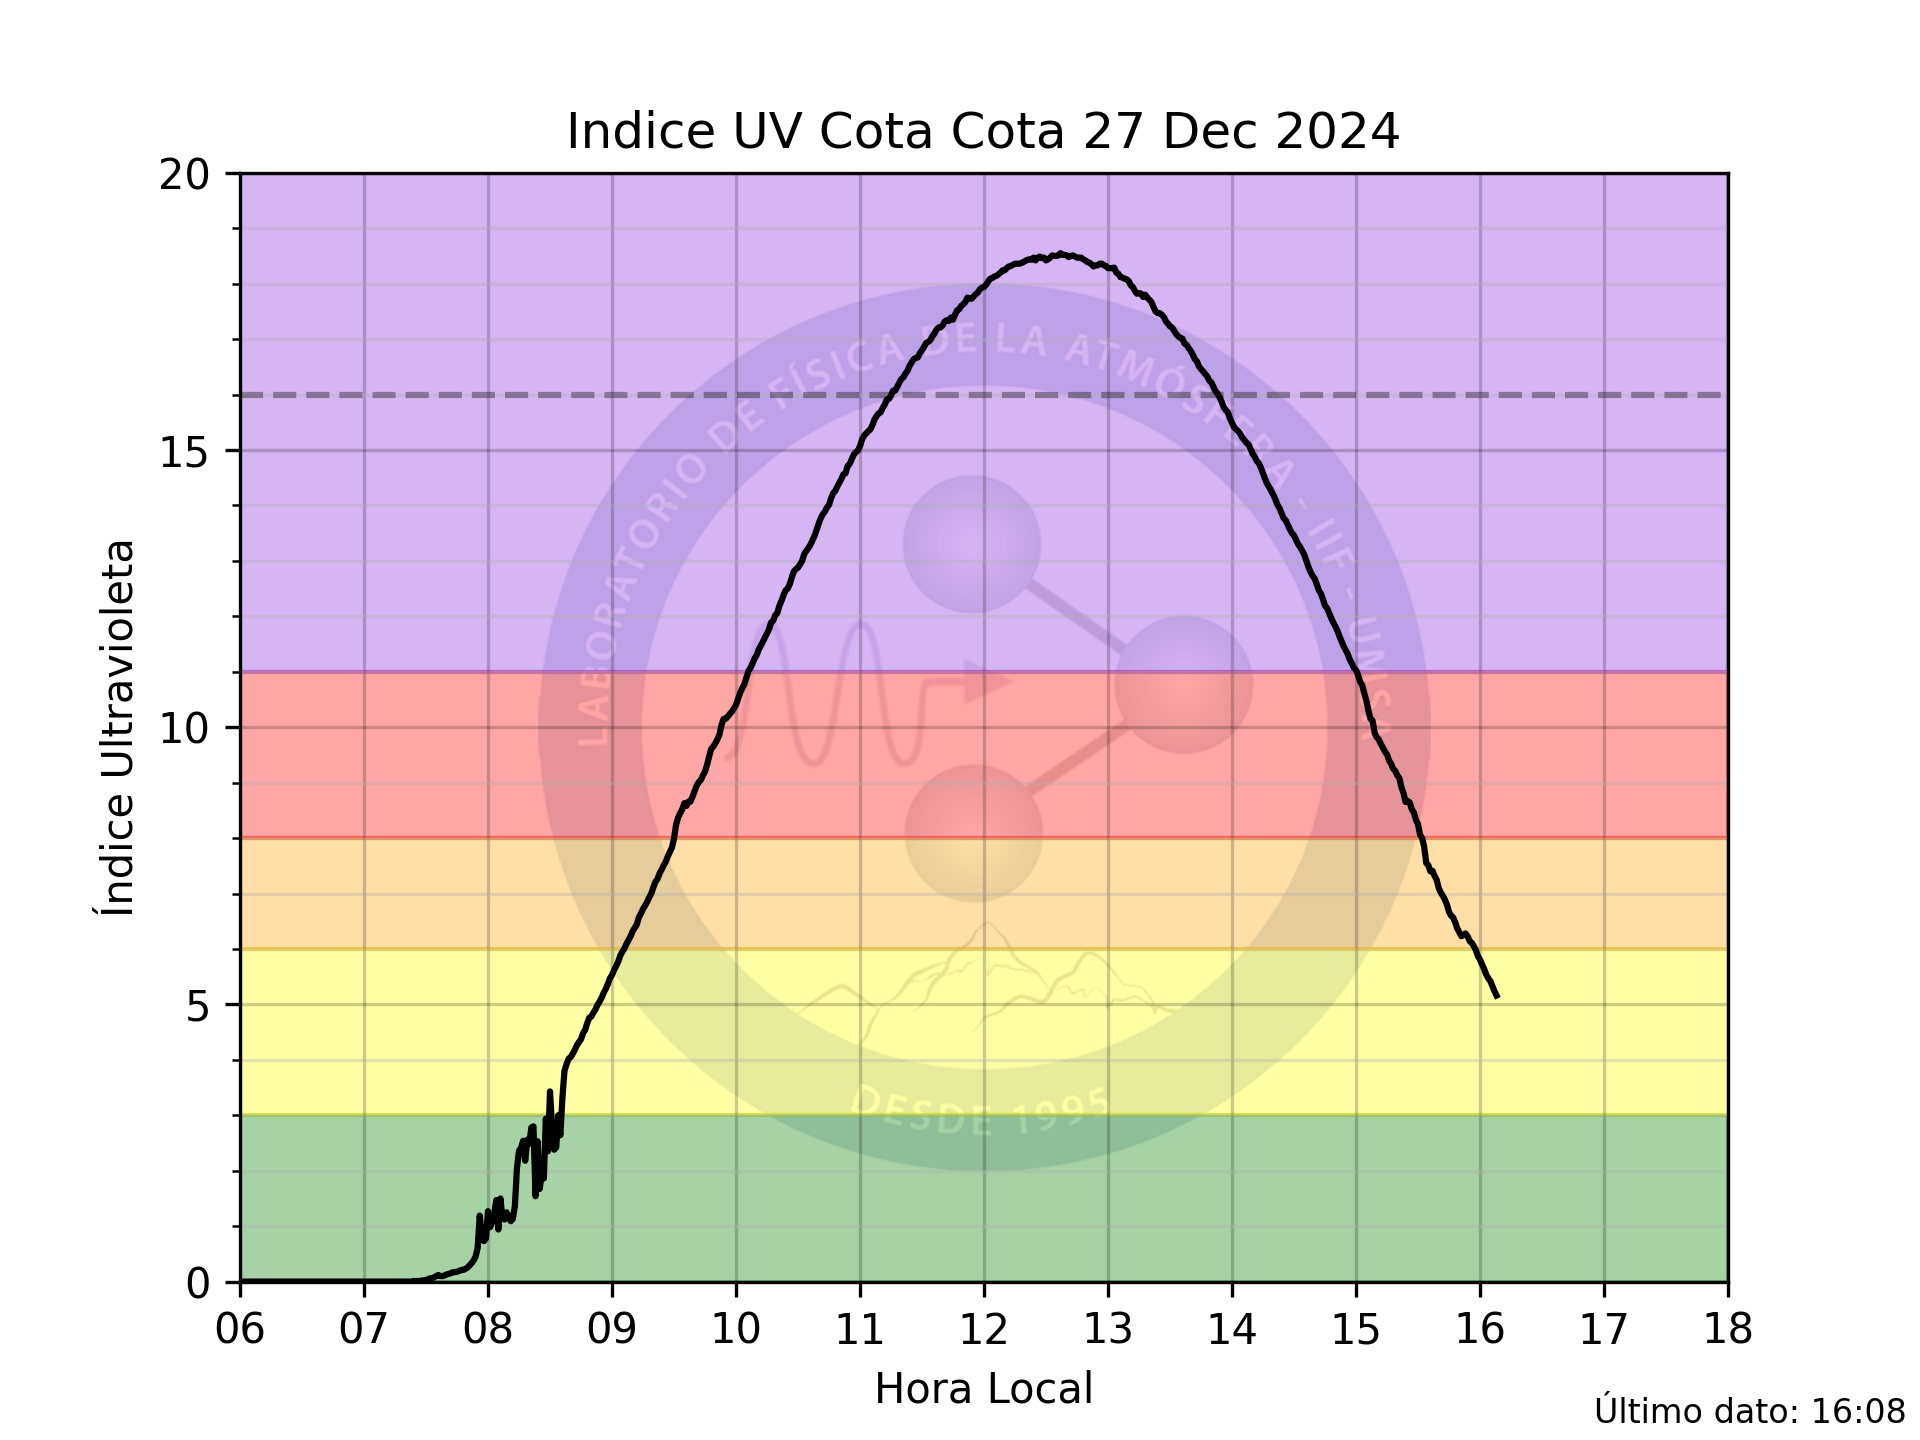 Indice UV Cota Cota 27 Dec 2024
20
15
10
5
0
Índice Ultravioleta
LABORATORIO DE FÍSICA DE LA ATMÓSFERA - IIF - UMSA
DESDE 1995
06 07 08 09 10 11 12 13 14 15 16 17 18
Hora Local
Último dato: 16:08